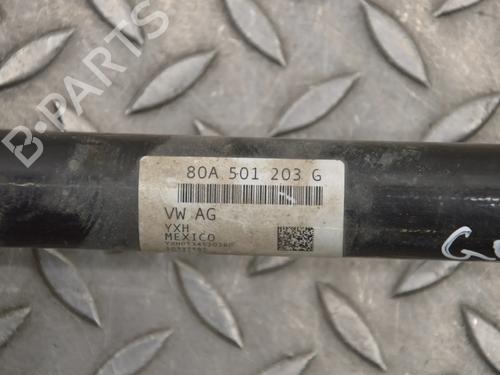 B-PARTS
80A 501 203 G
VW AG
YXH
MEXICO